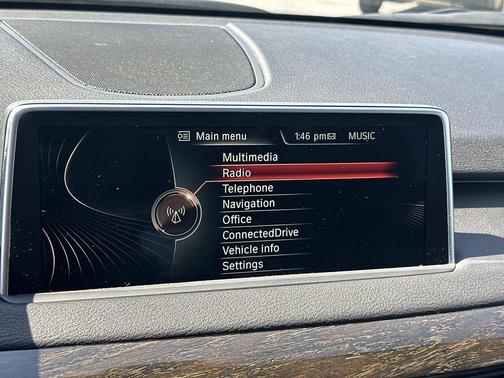 Main menu 1:46 pm MUSIC
Multimedia
Radio
Telephone
Navigation
Office
ConnectedDrive
Vehicle info
Settings